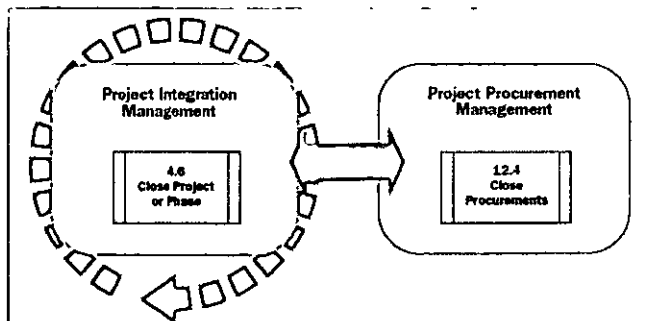 Project Integration
Management
4.6
Close Project
or Phase
Project Procurement
Management
12.4
Close
Procurements